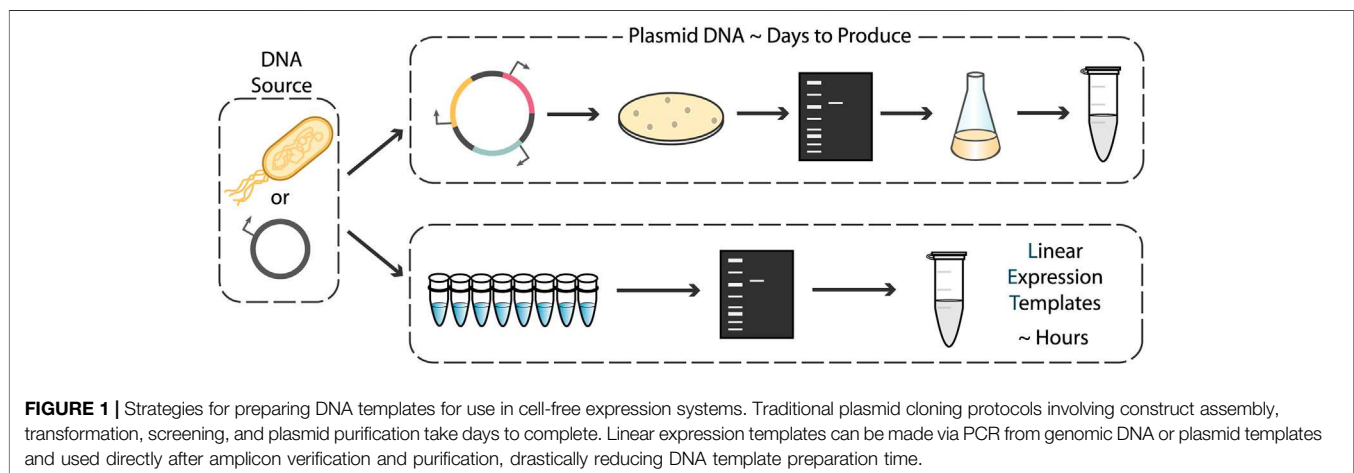 DNA
Source
or
Plasmid DNA ~ Days to Produce
Linear
Expression
Templates
~ Hours
FIGURE 1 | Strategies for preparing DNA templates for use in cell-free expression systems. Traditional plasmid cloning protocols involving construct assembly,
transformation, screening, and plasmid purification take days to complete. Linear expression templates can be made via PCR from genomic DNA or plasmid templates
and used directly after amplicon verification and purification, drastically reducing DNA template preparation time.